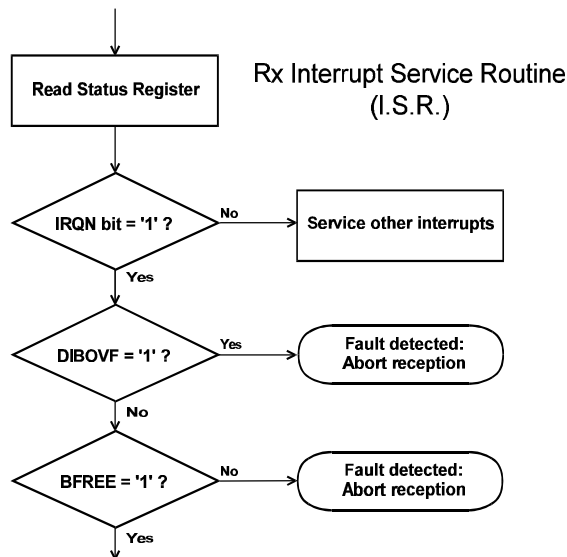 Rx Interrupt Service Routine
(I.S.R.)
Read Status Register
IRQN bit = '1' ?
No
Service other interrupts
Yes
DIBOVF = '1' ?
Yes
Fault detected:
Abort reception
No
BFREE = '1' ?
No
Fault detected:
Abort reception
Yes